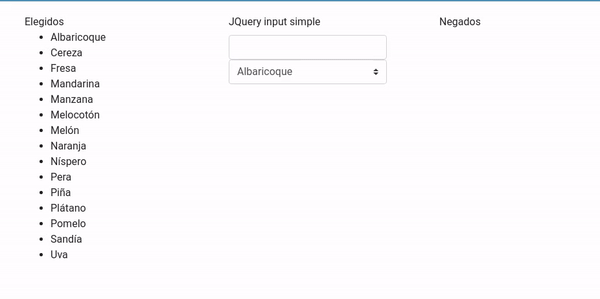 Elegidos
Albaricoque
Cereza
Fresa
Mandarina
Manzana
Melocotón
Melón
Naranja
Níspero
Pera
Piña
Plátano
Pomelo
Sandía
Uva
JQuery input simple
Albaricoque
Negados